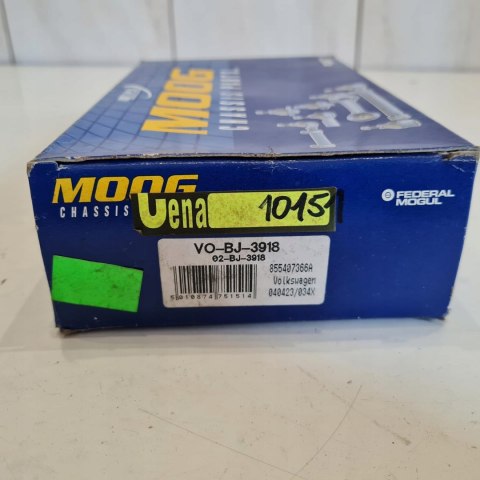 MOOG
CHASSIS PARTS
MOOG
CHASSIS
FEDERAL
MOGUL
Cena 1015
VO-BJ-3918
02-BJ-3918
855407366A
Volkswagen
040423/034X
5010874751514